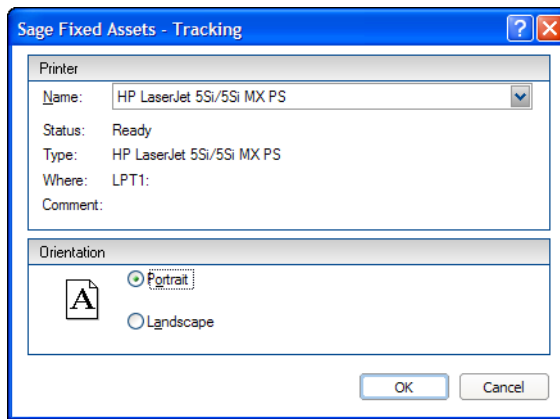 Sage Fixed Assets - Tracking
Printer
Name: HP LaserJet 5Si/5Si MX PS
Status: Ready
Type: HP LaserJet 5Si/5Si MX PS
Where: LPT1:
Comment:
Orientation
A Portrait
Landscape
OK Cancel